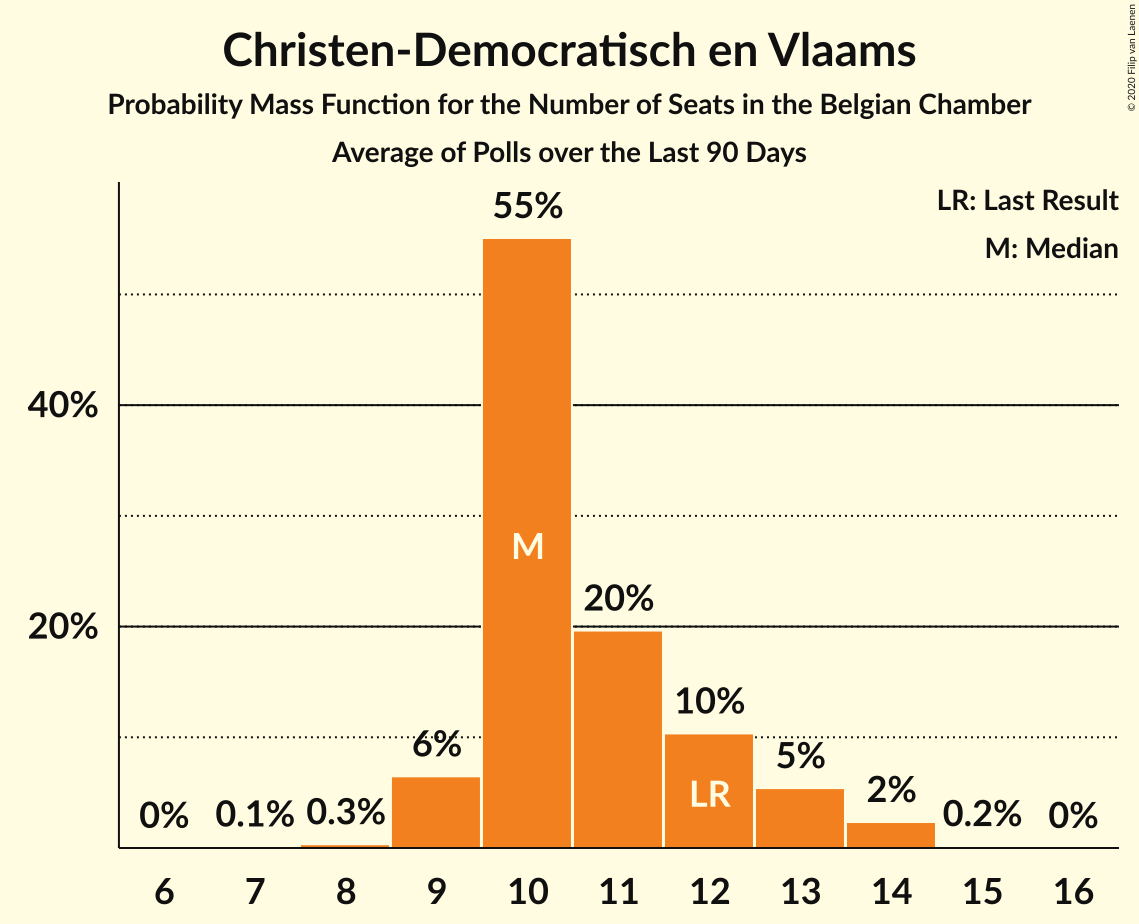 Christen-Democratisch en Vlaams
Probability Mass Function for the Number of Seats in the Belgian Chamber
Average of Polls over the Last 90 Days
© 2020 Filip van Laenen
LR: Last Result
M: Median
55%
40%
M
20%
20%
10%
6%
5%
LR
2%
0%
0.1%
0.3%
0.2%
0%
6 7 8 9 10 11 12 13 14 15 16